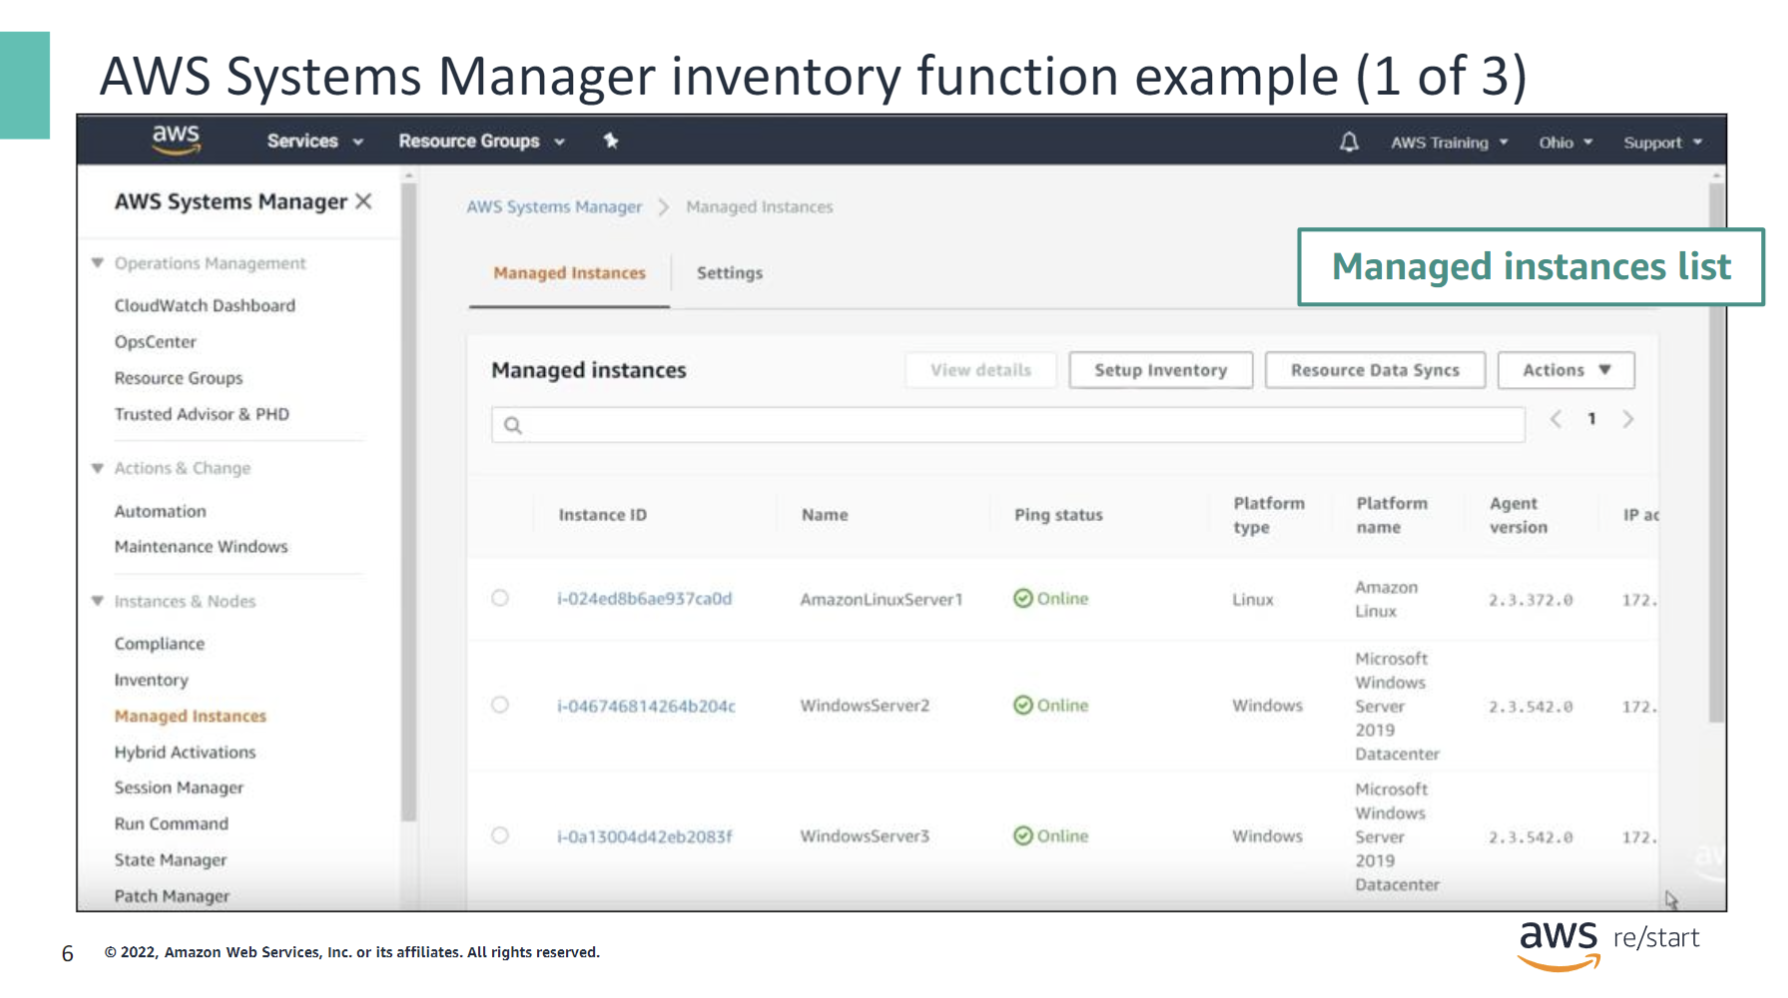 AWS Systems Manager inventory function example (1 of 3)
aws Services Resource Groups AWS Training Ohio Support
AWS Systems Manager
Operations Management
CloudWatch Dashboard
OpsCenter
Resource Groups
Trusted Advisor & PHD
Actions & Change
Automation
Maintenance Windows
Instances & Nodes
Compliance
Inventory
Managed Instances
Hybrid Activations
Session Manager
Run Command
State Manager
Patch Manager
AWS Systems Manager > Managed Instances
Managed instances list
Managed Instances Settings
Managed instances View details Setup Inventory Resource Data Syncs Actions
1
Instance ID Name Ping status Platform type Platform name Agent version IP ac
i-024ed8b6ae937ca0d AmazonLinuxServer1 Online Linux Amazon Linux 2.3.372.0 172.
i-046746814264b204c WindowsServer2 Online Windows Microsoft Windows Server 2019 Datacenter 2.3.542.0 172.
i-0a13004d42eb2083f WindowsServer3 Online Windows Microsoft Windows Server 2019 Datacenter 2.3.542.0 172.
6 © 2022, Amazon Web Services, Inc. or its affiliates. All rights reserved.
aws re/start